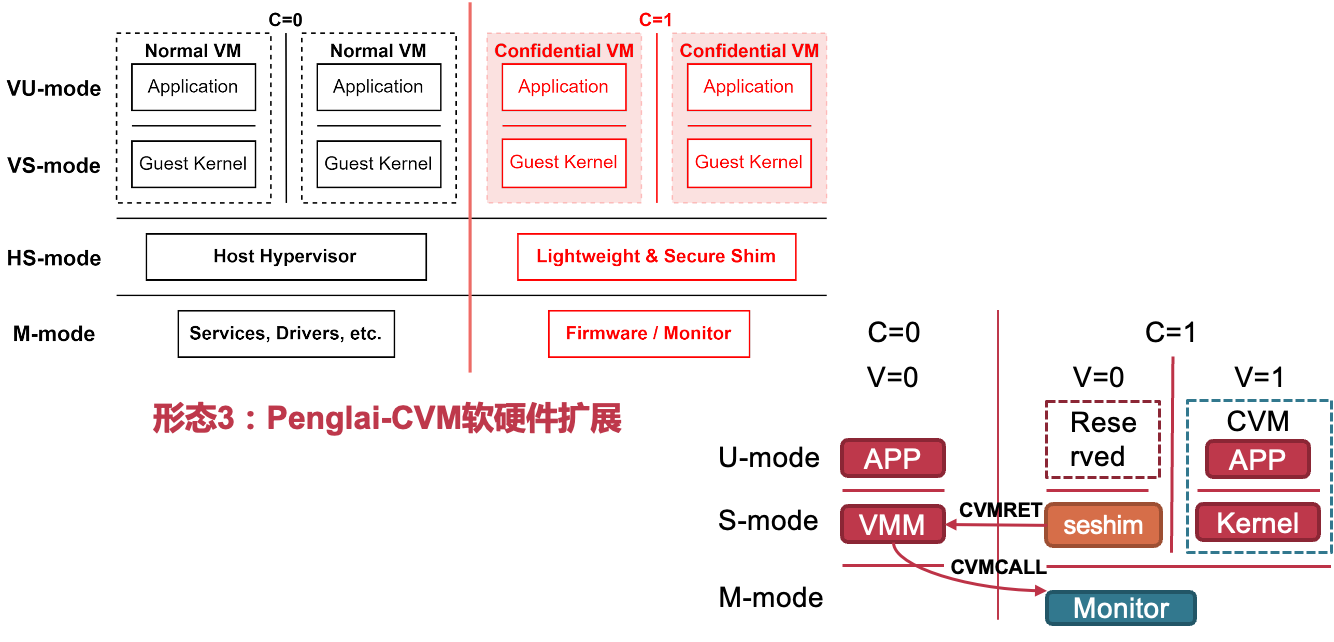 C=0 C=1
Normal VM Normal VM Confidential VM Confidential VM
VU-mode Application Application Application Application
VS-mode Guest Kernel Guest Kernel Guest Kernel Guest Kernel
HS-mode Host Hypervisor Lightweight & Secure Shim
M-mode Services, Drivers, etc. Firmware / Monitor
形态3：Penglai-CVM软硬件扩展
C=0 C=1
V=0 V=0 V=1
Rese
rved
CVM
U-mode APP APP
S-mode VMM CVMRET seshim Kernel
CVMCALL
M-mode Monitor